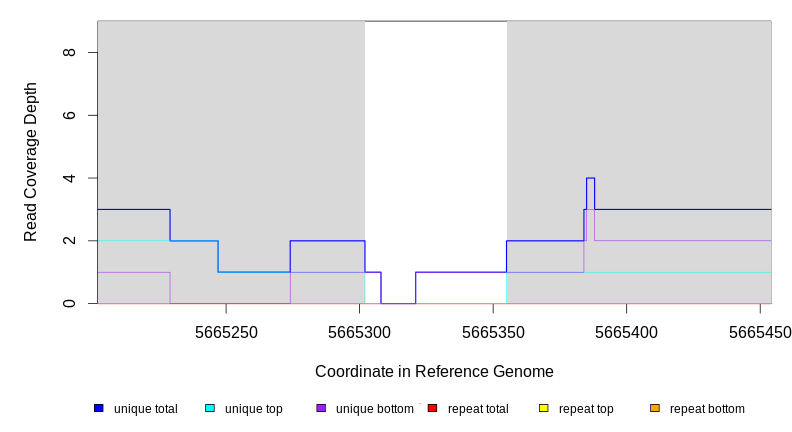 8
6
4
2
0
Read Coverage Depth
5665250 5665300 5665350 5665400 5665450
Coordinate in Reference Genome
unique total unique top unique bottom repeat total repeat top repeat bottom